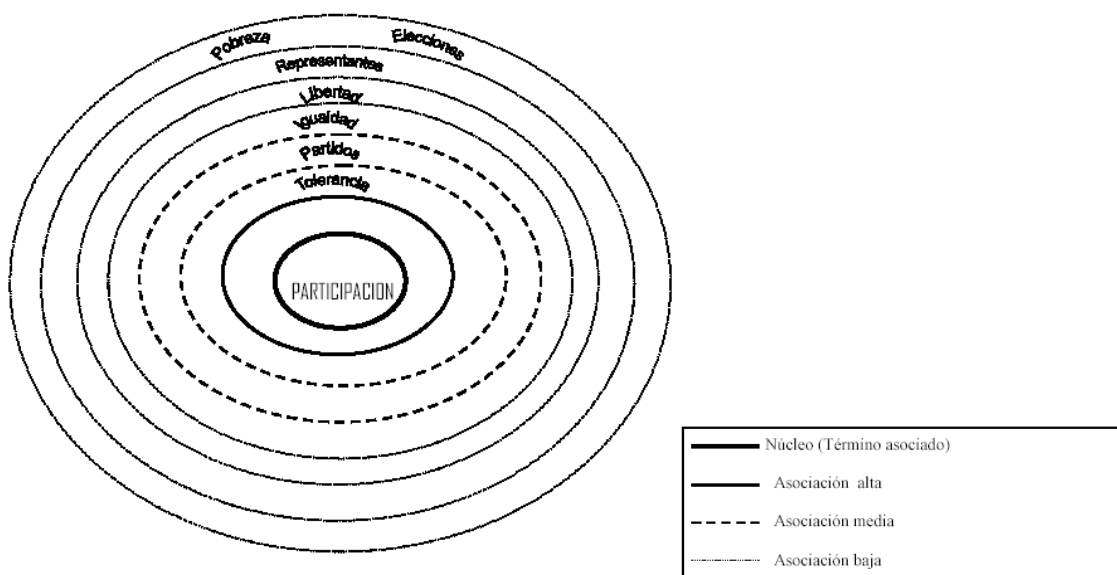 Pobreza Elecciones
Representantes
Libertad
Igualdad
Partidos
Tolerancia
PARTICIPACION
Núcleo (Término asociado)
Asociación alta
Asociación media
Asociación baja